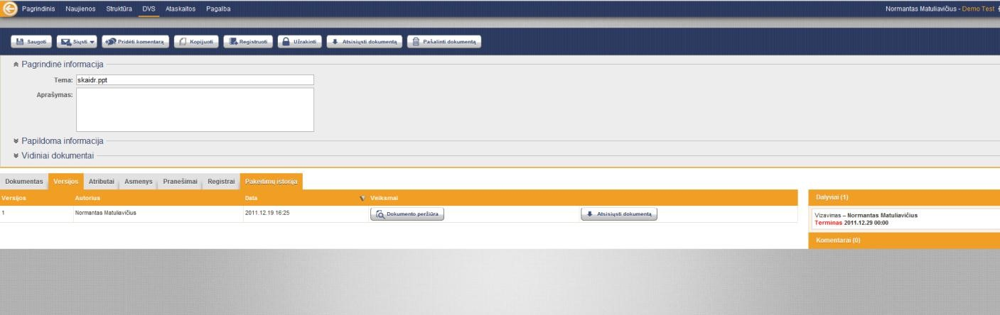 Pagrindinis Naujienos Struktūra DVS Ataskaitos Pagalba Normantas Matuliavičius - Demo Test
Saugoti Siųsti Pridėti komentarą Kopijuoti Registruoti Užrakinti Atsisiųsti dokumentą Pašalinti dokumentą
Pagrindinė informacija
Tema: skaidr.ppt
Aprašymas:
Papildoma informacija
Vidiniai dokumentai
Dokumentas Versijos Atributai Asmenys Pranešimai Registrai Pakeitimų istorija
Versijos Autorius Data Veiksmai Dalyviai (1)
1 Normantas Matuliavičius 2011.12.19 16:25 Dokumento peržiūra Atsisiųsti dokumentą
Vizavimas – Normantas Matuliavičius
Terminas 2011.12.29 00:00
Komentarai (0)